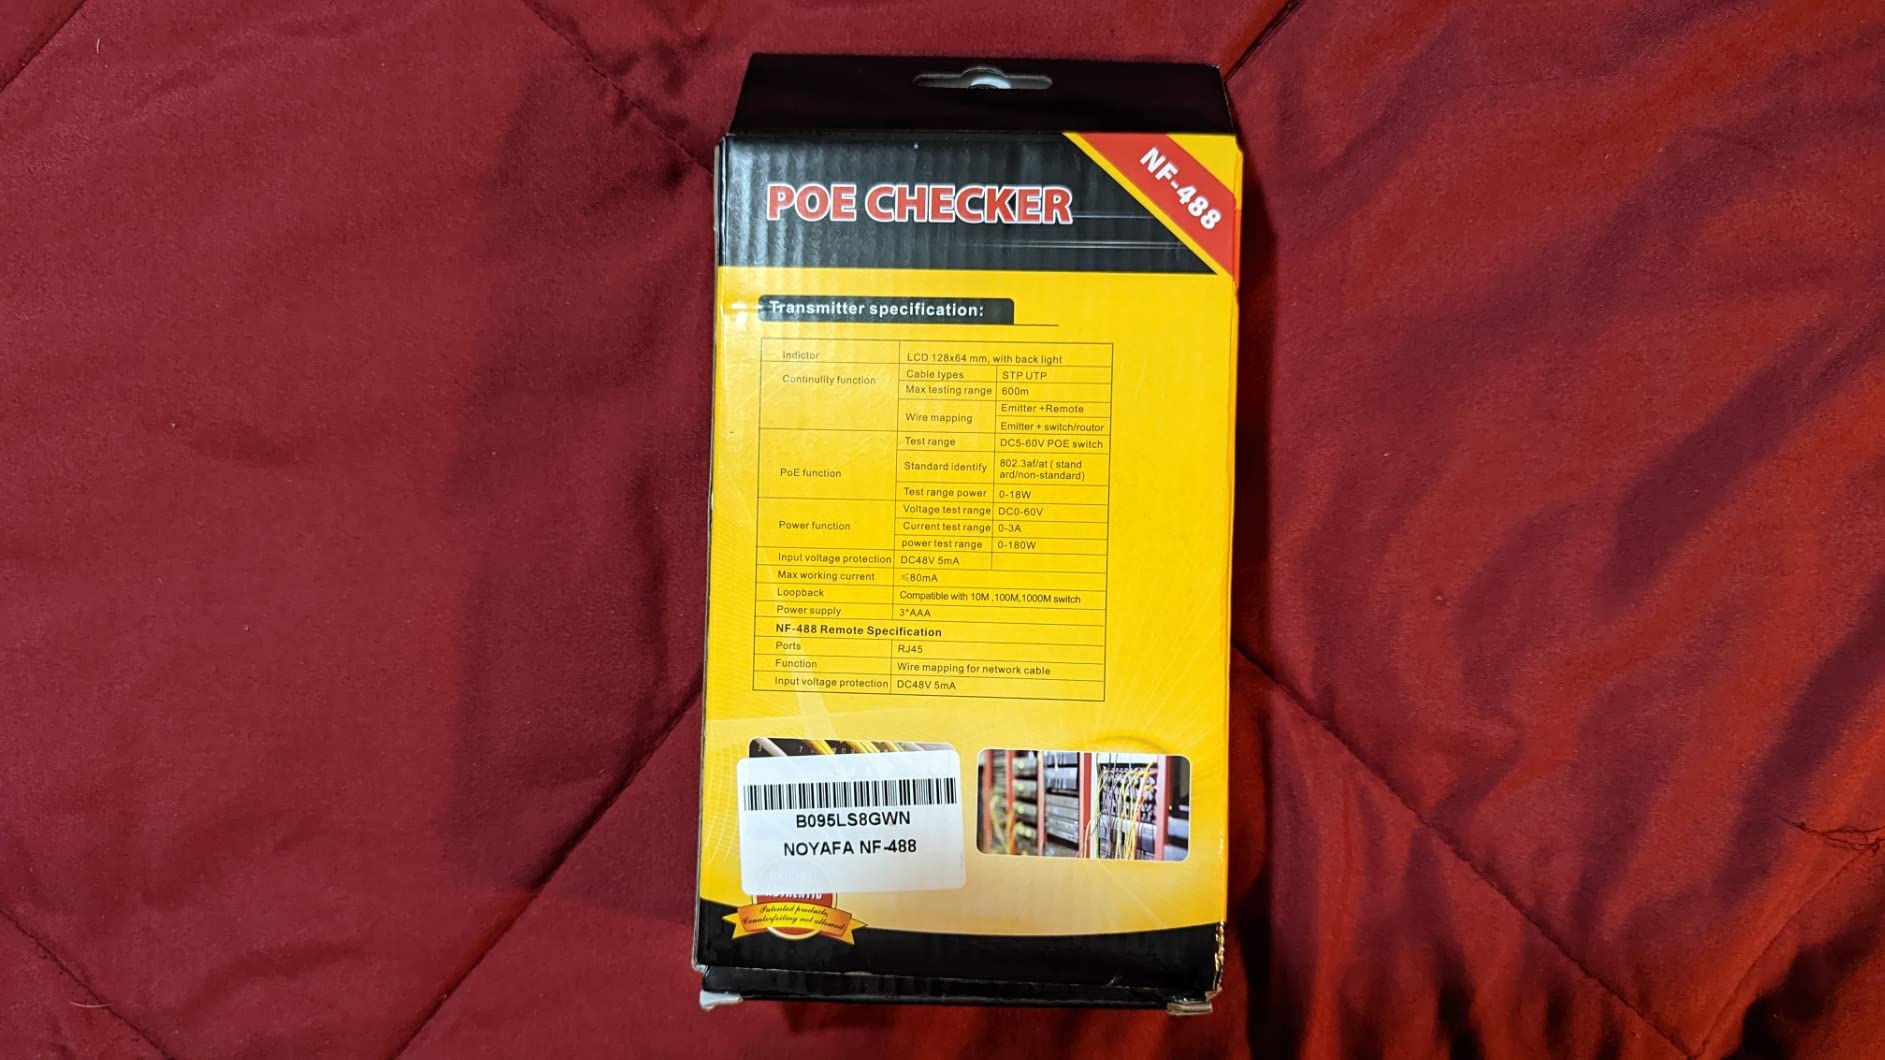 POE CHECKER
NF-488
Transmitter specification:
Indictor
LCD 128x64 mm, with back light
Continulity function
Cable types
STP UTP
Max testing range
600m
Wire mapping
Emitter +Remote
Emitter + switch/routor
PoE function
Test range
DC5-60V POE switch
Standard identify
802.3af/at ( stand
ard/non-standard)
Test range power
0-18W
Power function
Voltage test range
DC0-60V
Current test range
0-3A
power test range
0-180W
Input voltage protection
DC48V 5mA
Max working current
≤80mA
Loopback
Compatible with 10M ,100M,1000M switch
Power supply
3*AAA
NF-488 Remote Specification
Ports
RJ45
Function
Wire mapping for network cable
Input voltage protection
DC48V 5mA
B095LS8GWN
NOYAFA NF-488
Patented products,
Counterfeiting not allowed